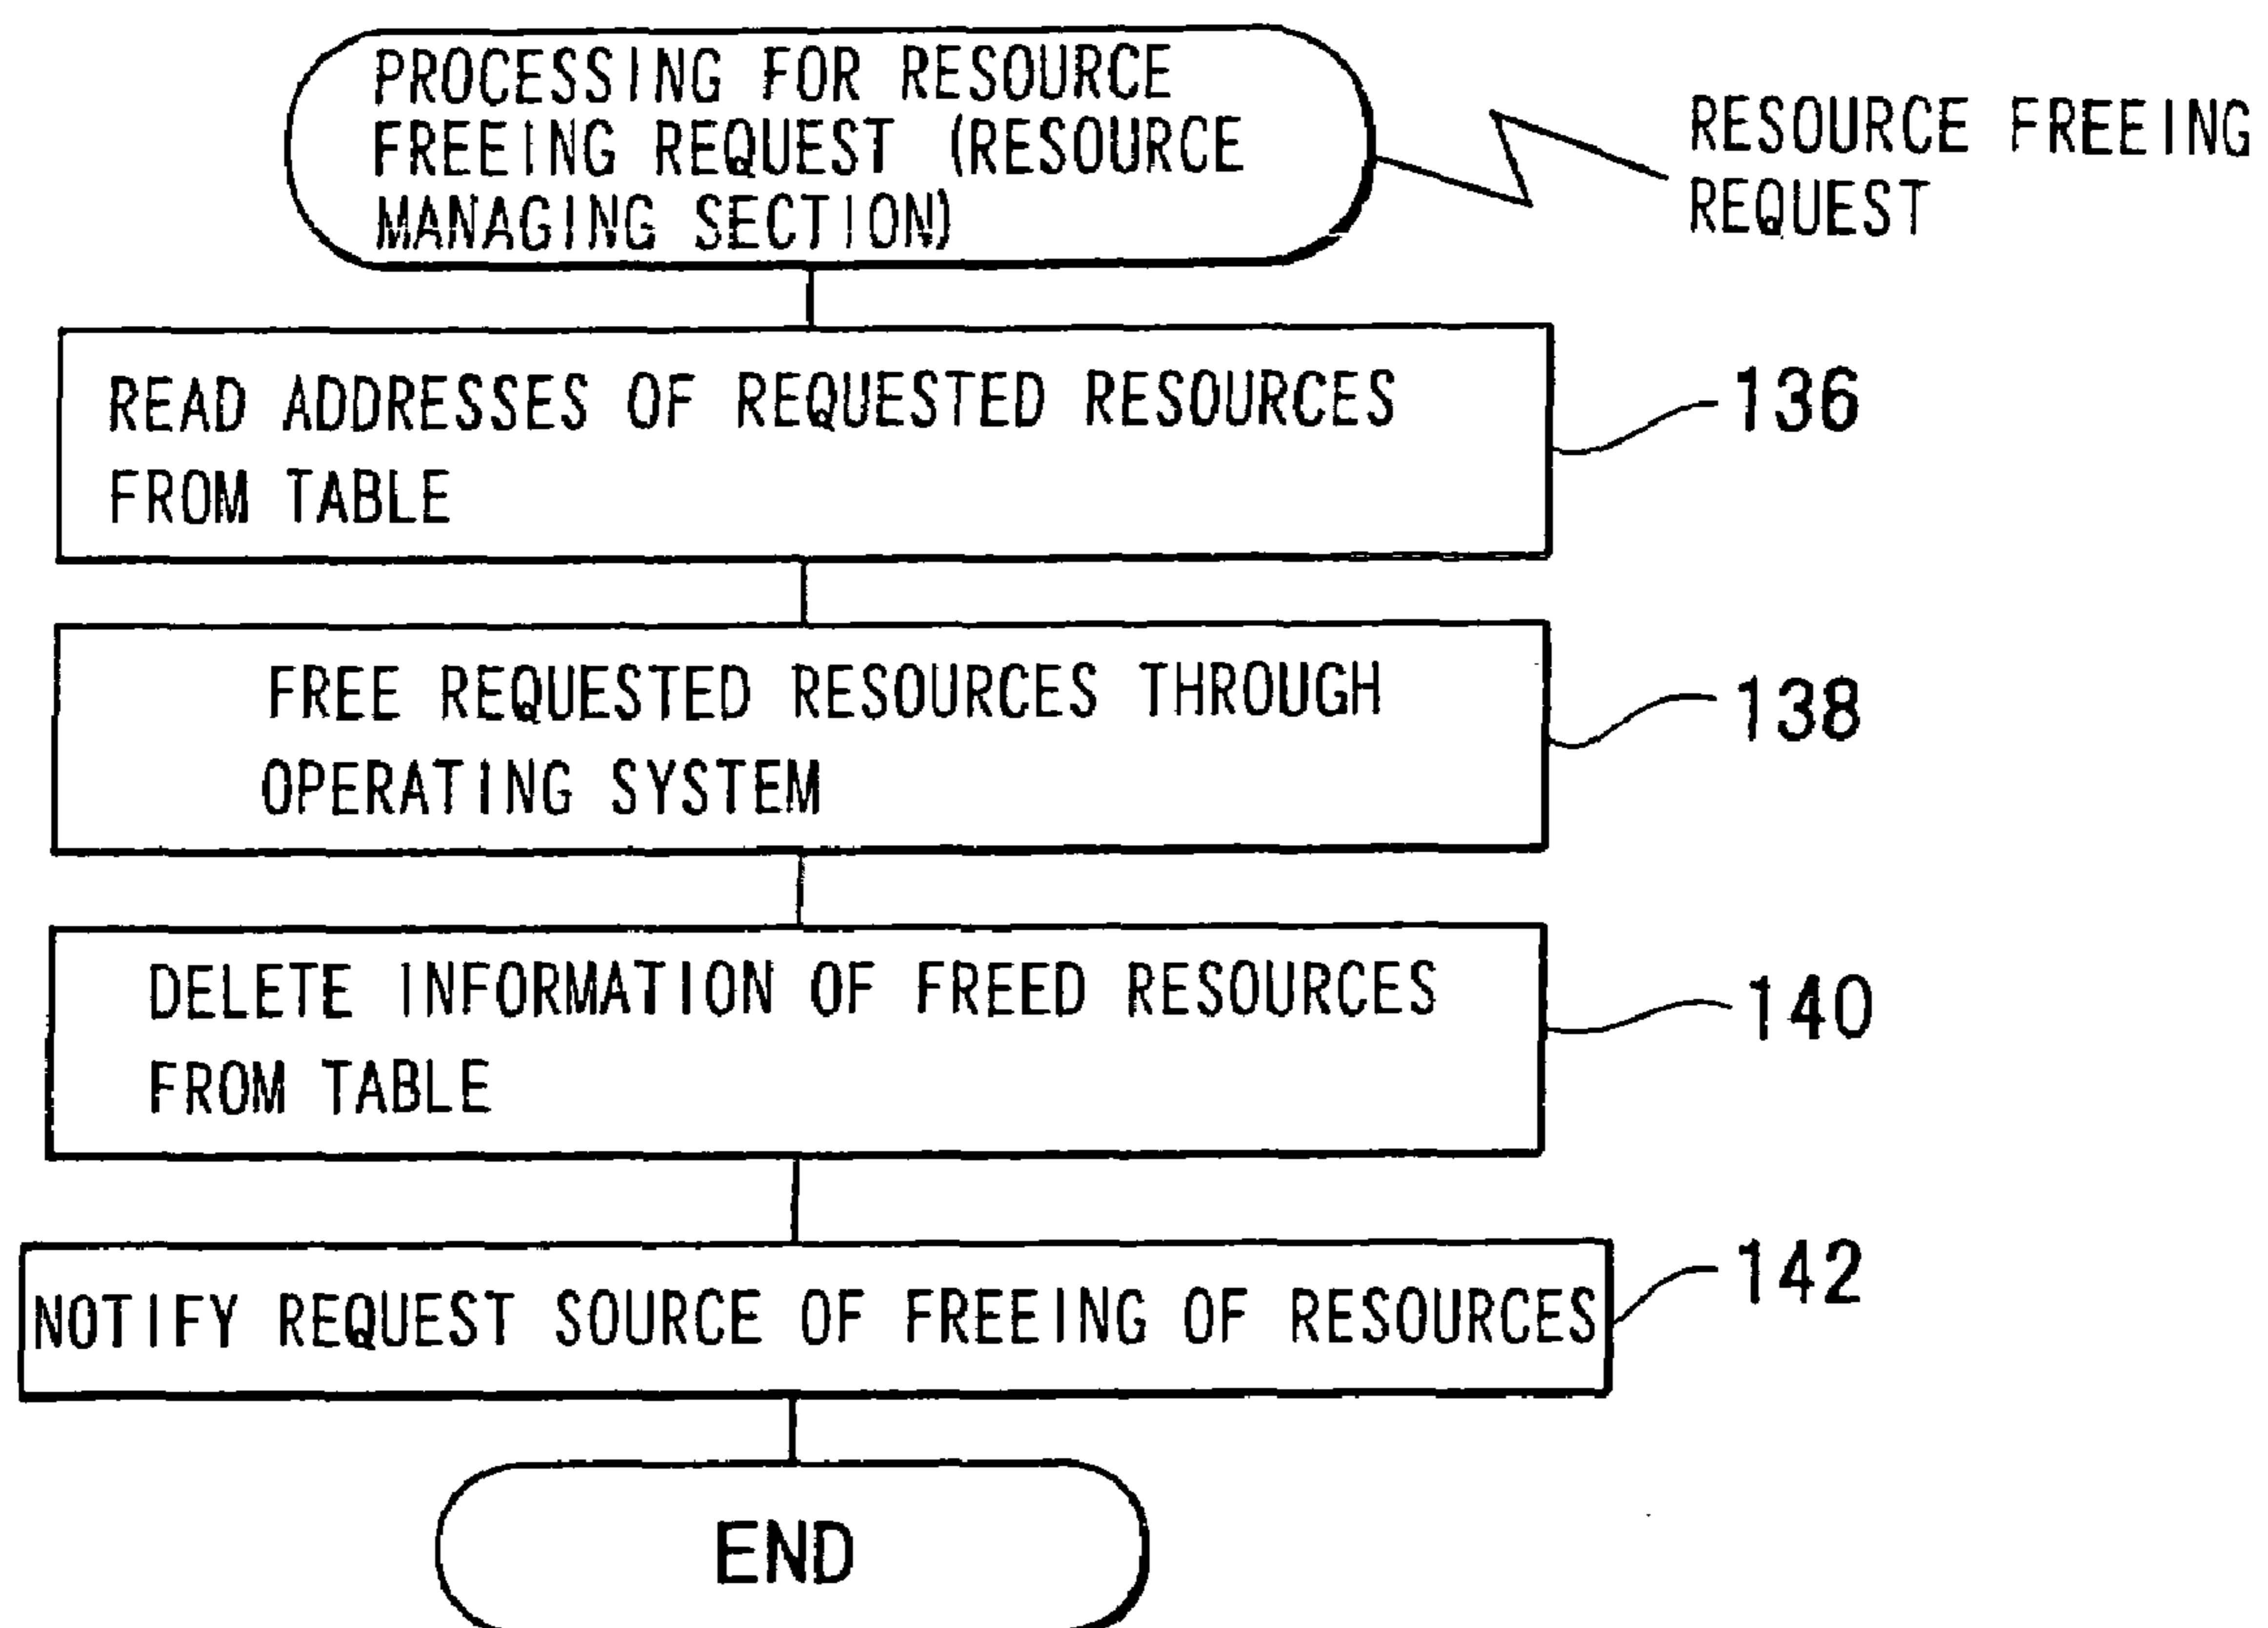 PROCESSING FOR RESOURCE
FREEING REQUEST (RESOURCE
MANAGING SECTION)
RESOURCE FREEING
REQUEST
READ ADDRESSES OF REQUESTED RESOURCES
FROM TABLE
136
FREE REQUESTED RESOURCES THROUGH
OPERATING SYSTEM
138
DELETE INFORMATION OF FREED RESOURCES
FROM TABLE
140
NOTIFY REQUEST SOURCE OF FREEING OF RESOURCES
142
END